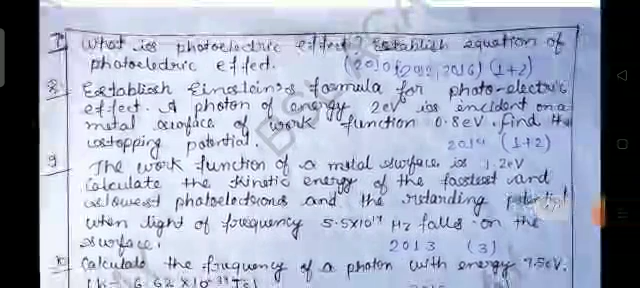 7. What is photoelectric effect? Establish equation of
photoelectric effect. (2010, 2012, 2016) (1+2)
8. Establish Einstein's formula for photo-electric
effect. A photon of energy 2eV is incident on a
metal surface of work function 0.8eV. Find the
stopping potential. 2014 (1+2)
9. The work function of a metal surface is 1.2eV
Calculate the kinetic energy of the fastest and
slowest photoelectrons and the retarding potential
when light of frequency 5.5x10¹⁴ Hz falls on the
surface. 2013 (3)
10. Calculate the frequency of a photon with energy 7.5eV.